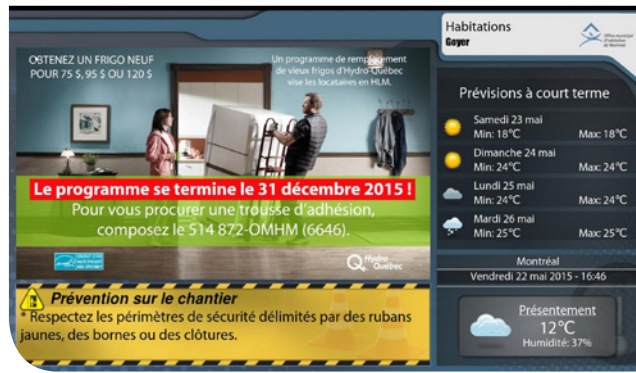 OBTENEZ UN FRIGO NEUF
POUR 75 $, 95 $ OU 120 $
Un programme de remplacement
de vieux frigos d'Hydro-Québec
vise les locataires en HLM.
Le programme se termine le 31 décembre 2015 !
Pour vous procurer une trousse d'adhésion,
composez le 514 872-OMHM (6646).
Hydro
Québec
Prévention sur le chantier
* Respectez les périmètres de sécurité délimités par des rubans
jaunes, des bornes ou des clôtures.
Habitations
Goyer
Office municipal
d'habitation
de Montréal
Prévisions à court terme
Samedi 23 mai
Min: 18°C Max: 18°C
Dimanche 24 mai
Min: 24°C Max: 24°C
Lundi 25 mai
Min: 24°C Max: 24°C
Mardi 26 mai
Min: 25°C Max: 25°C
Montréal
Vendredi 22 mai 2015 - 16:46
Présentement
12°C
Humidité: 37%